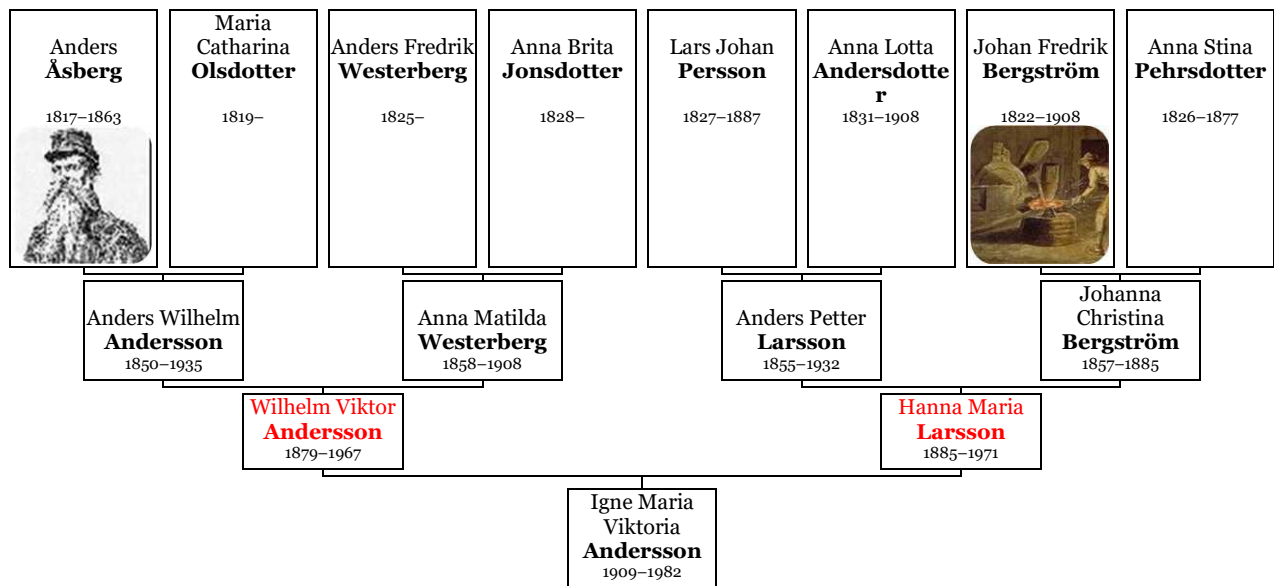 Anders
Åsberg
1817–1863
Maria
Catharina
Olsdotter
1819–
Anders Fredrik
Westerberg
1825–
Anna Brita
Jonsdotter
1828–
Lars Johan
Persson
1827–1887
Anna Lotta
Andersdotte
r
1831–1908
Johan Fredrik
Bergström
1822–1908
Anna Stina
Pehrsdotter
1826–1877
Anders Wilhelm
Andersson
1850–1935
Anna Matilda
Westerberg
1858–1908
Anders Petter
Larsson
1855–1932
Johanna
Christina
Bergström
1857–1885
Wilhelm Viktor
Andersson
1879–1967
Hanna Maria
Larsson
1885–1971
Igne Maria
Viktoria
Andersson
1909–1982